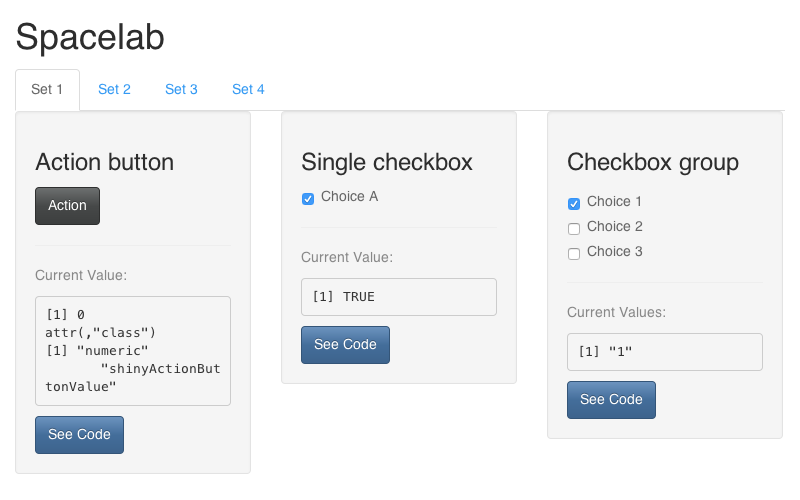 Spacelab
Set 1 Set 2 Set 3 Set 4
Action button
Action
Current Value:
[1] 0
attr(,"class")
[1] "numeric"
"shinyActionBut
tonValue"
See Code
Single checkbox
Choice A
Current Value:
[1] TRUE
See Code
Checkbox group
Choice 1
Choice 2
Choice 3
Current Values:
[1] "1"
See Code